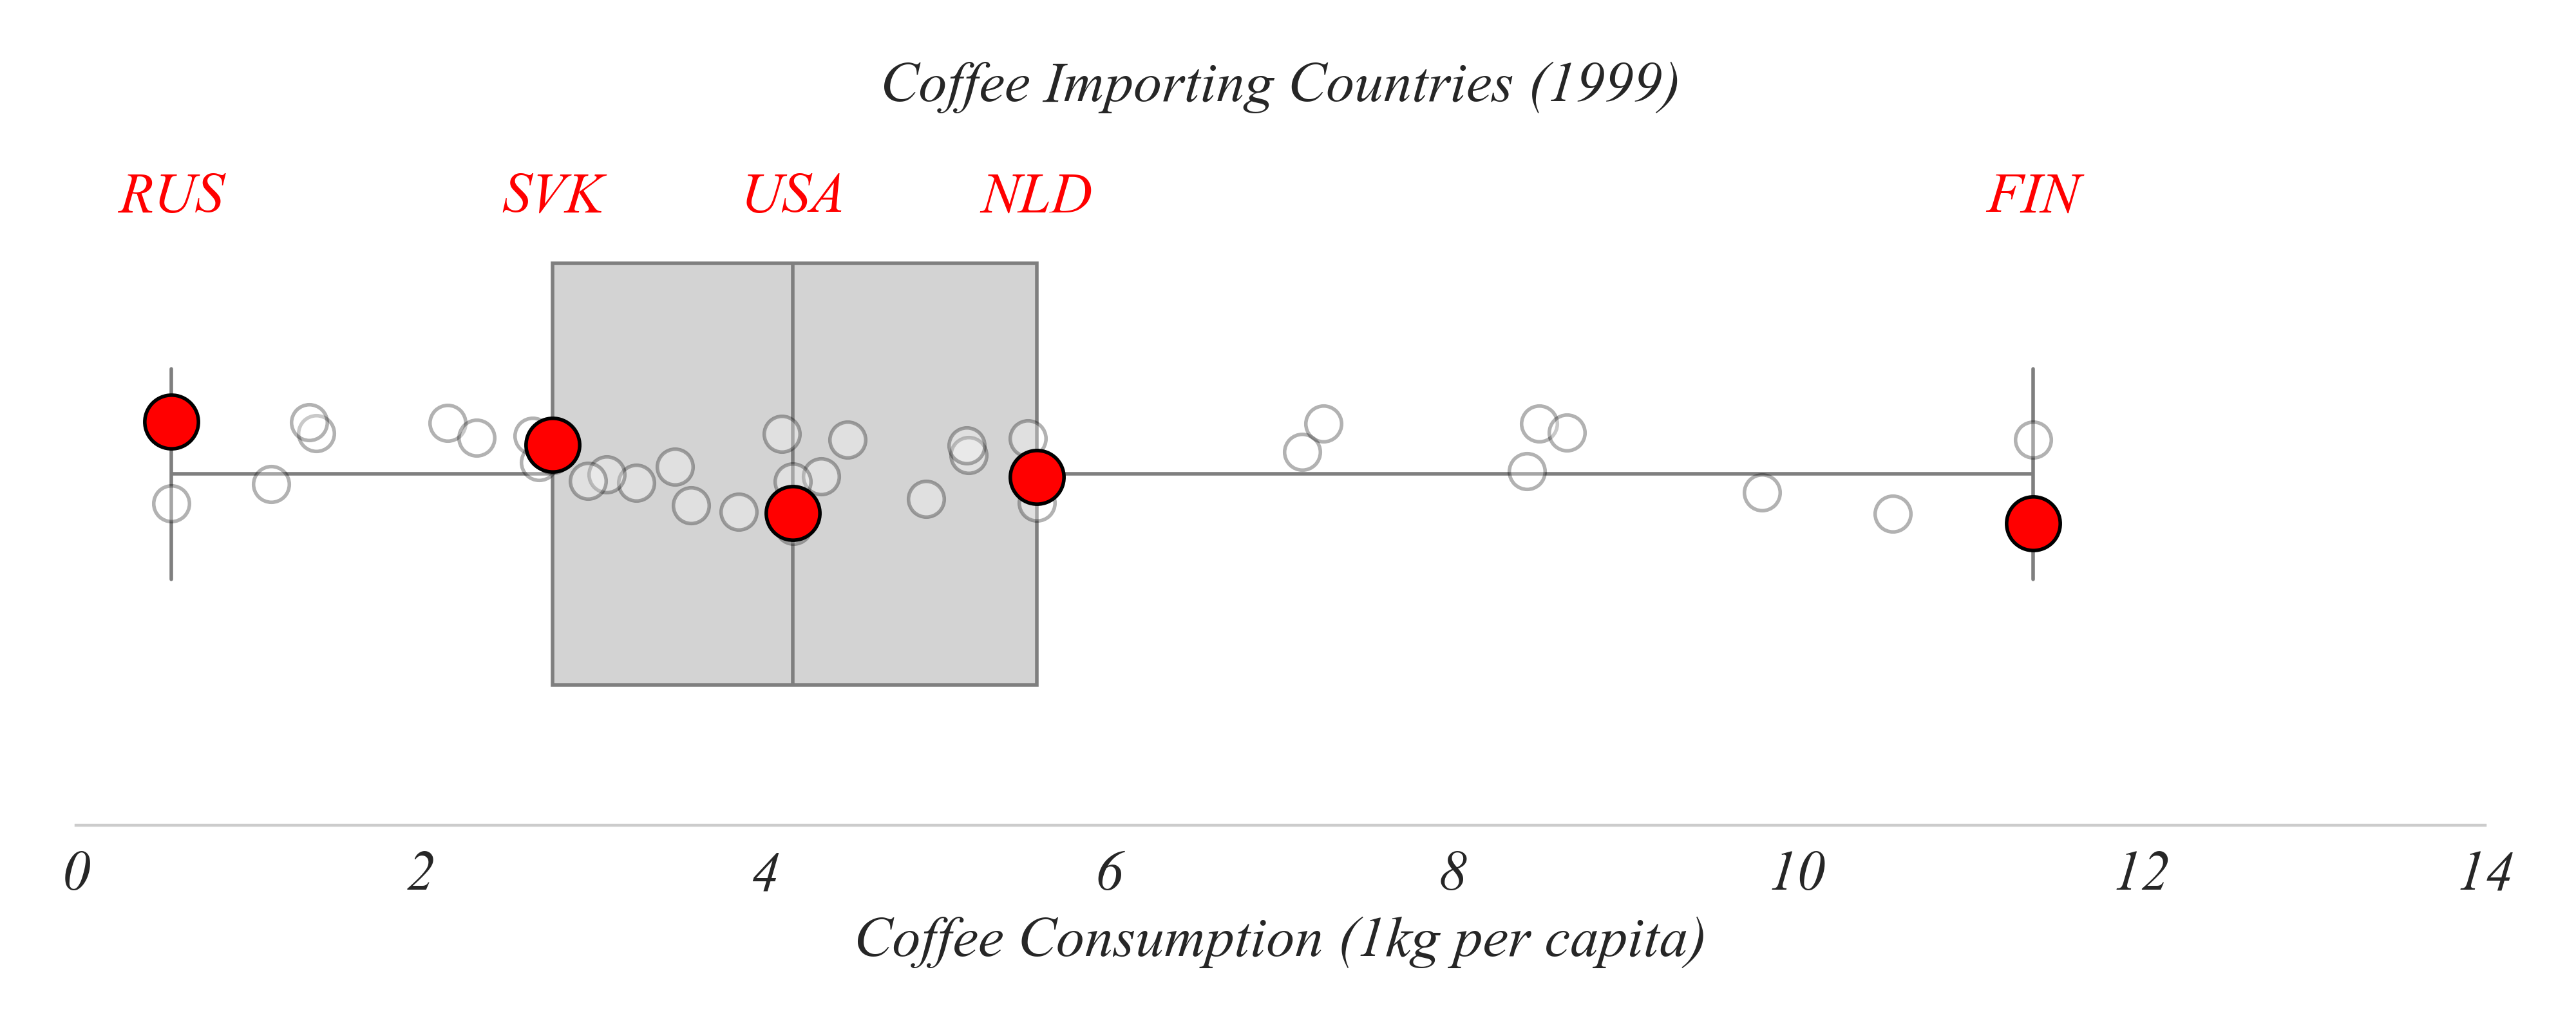 Coffee Importing Countries (1999)
RUS SVK USA NLD FIN
0 2 4 6 8 10 12 14
Coffee Consumption (1kg per capita)